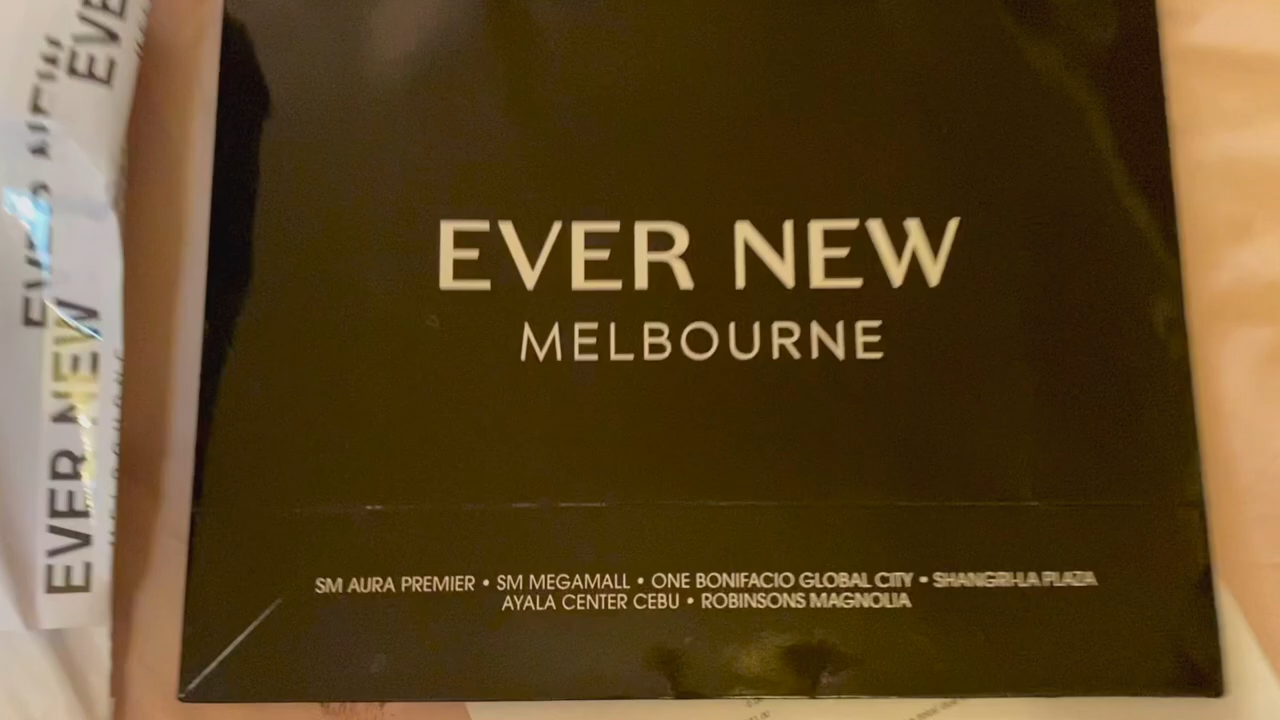 EVER NEW
MELBOURNE
SM AURA PREMIER • SM MEGAMALL • ONE BONIFACIO GLOBAL CITY • SHANGRI-LA PLAZA
AYALA CENTER CEBU • ROBINSONS MAGNOLIA
EVER NEW
EVER NEW
EVE